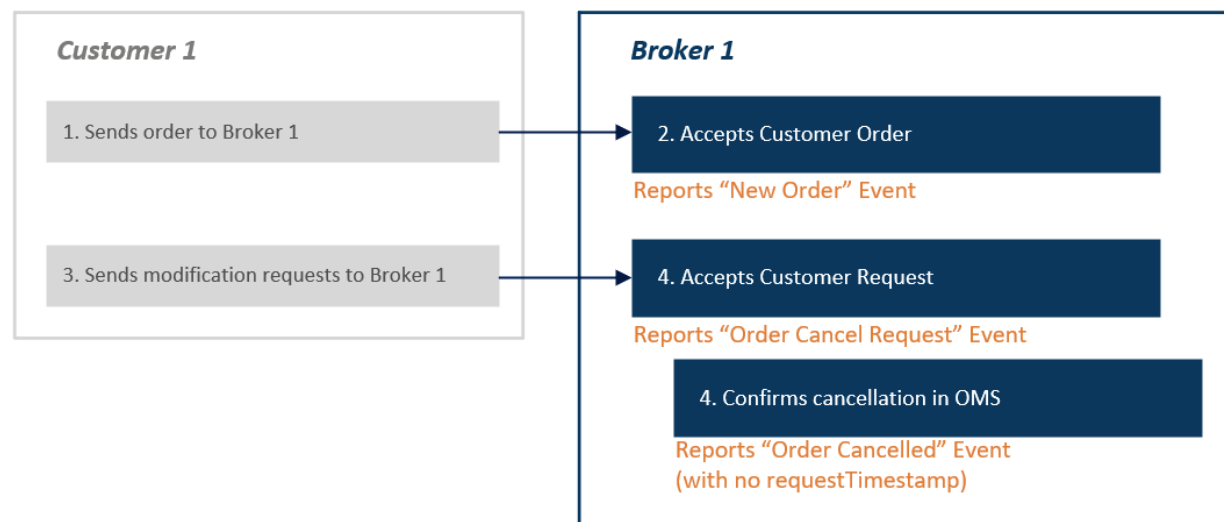 Customer 1
Broker 1
1. Sends order to Broker 1
2. Accepts Customer Order
Reports “New Order” Event
3. Sends modification requests to Broker 1
4. Accepts Customer Request
Reports “Order Cancel Request” Event
4. Confirms cancellation in OMS
Reports “Order Cancelled” Event
(with no requestTimestamp)